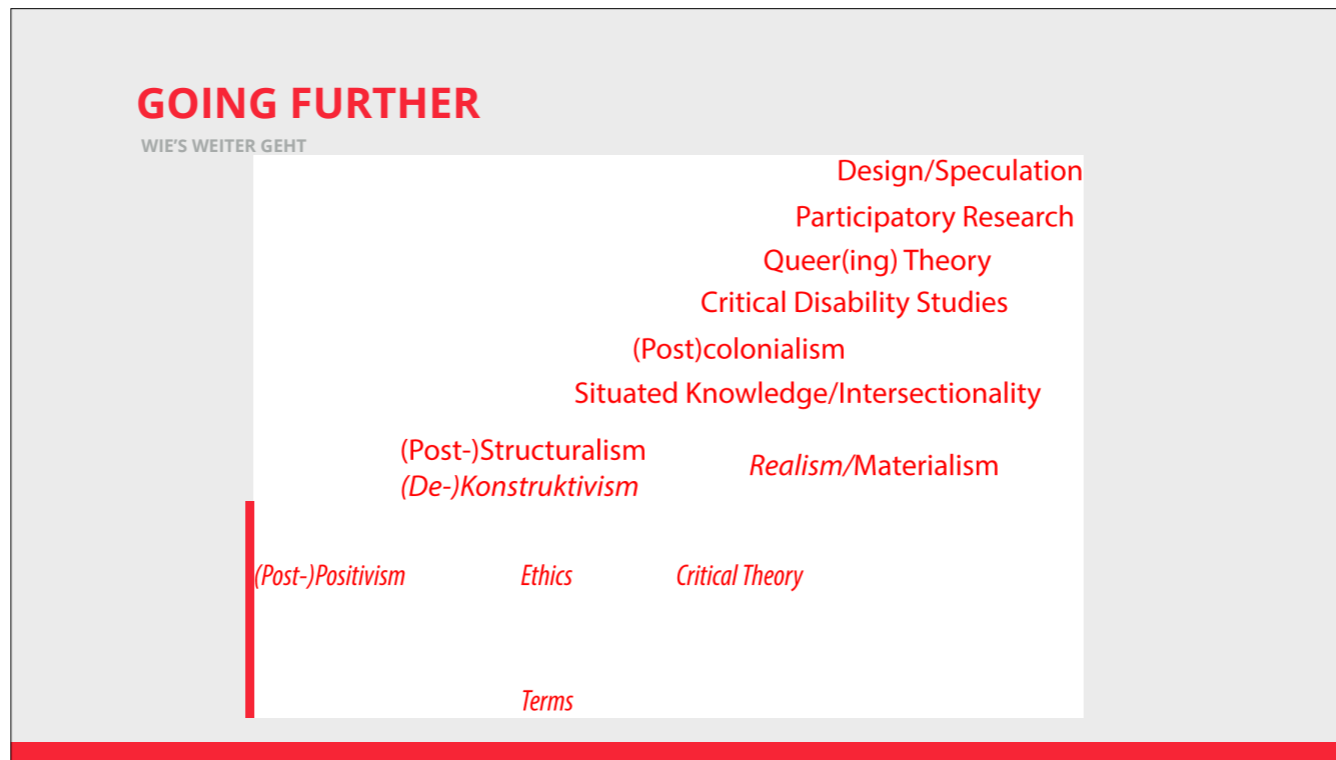 GOING FURTHER
WIE'S WEITER GEHT
Design/Speculation
Participatory Research
Queer(ing) Theory
Critical Disability Studies
(Post)colonialism
Situated Knowledge/Intersectionality
(Post-)Structuralism
(De-)Konstruktivism
Realism/Materialism
(Post-)Positivism
Ethics
Critical Theory
Terms